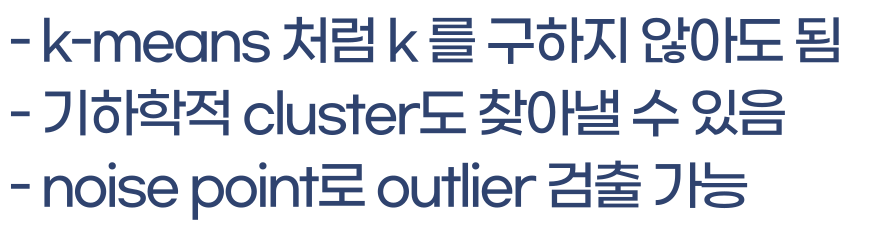 - k-means 처럼 k 를 구하지 않아도 됨
- 기하학적 cluster도 찾아낼 수 있음
- noise point로 outlier 검출 가능